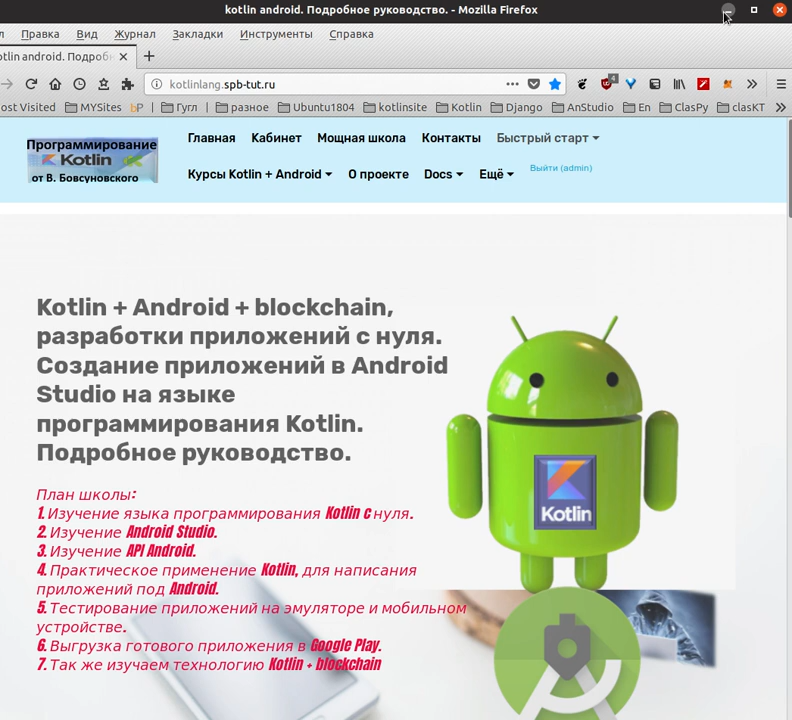 kotlin android. Подробное руководство. - Mozilla Firefox
Правка Вид Журнал Закладки Инструменты Справка
otlin android. Подроб
kotlinlang.spb-tut.ru
4
ost Visited MYSites bP Гугл разное Ubuntu1804 kotlinsite Kotlin Django AnStudio En ClasPy clasKT
Программирование
Kotlin
от В. Бовсуновского
Главная Кабинет Мощная школа Контакты Быстрый старт
Курсы Kotlin + Android О проекте Docs Ещё Выйти (admin)
Kotlin + Android + blockchain,
разработки приложений с нуля.
Создание приложений в Android
Studio на языке
программирования Kotlin.
Подробное руководство.
План школы:
1. Изучение языка программирования Kotlin с нуля.
2. Изучение Android Studio.
3. Изучение API Android.
4. Практическое применение Kotlin, для написания
приложений под Android.
5. Тестирование приложений на эмуляторе и мобильном
устройстве.
6. Выгрузка готового приложения в Google Play.
7. Так же изучаем технологию Kotlin + blockchain
Kotlin